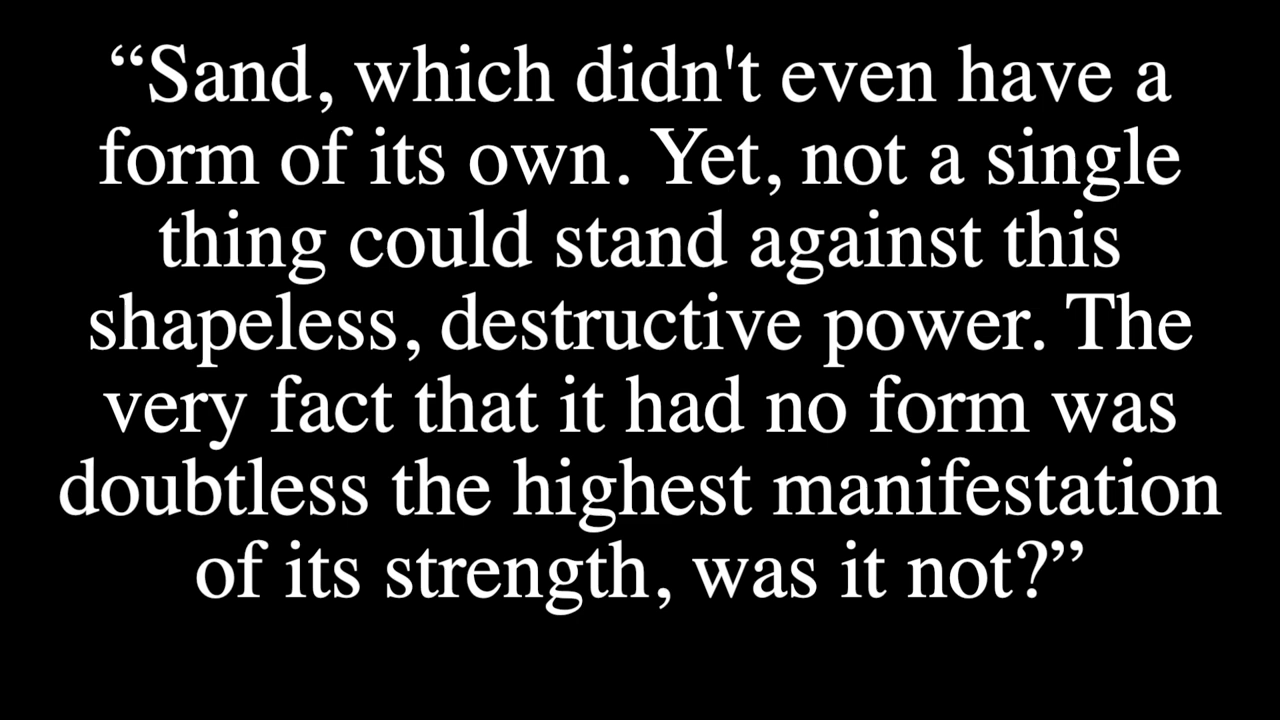 “Sand, which didn't even have a
form of its own. Yet, not a single
thing could stand against this
shapeless, destructive power. The
very fact that it had no form was
doubtless the highest manifestation
of its strength, was it not?”